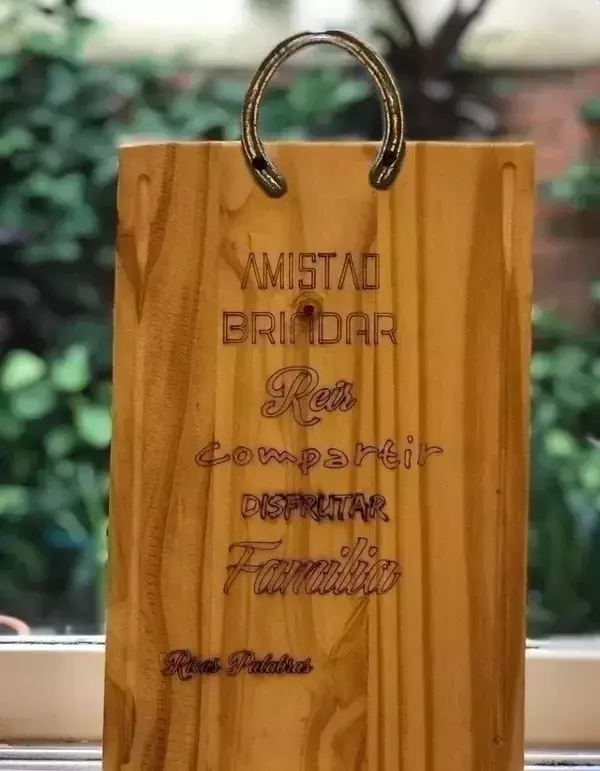 AMISTAD
BRINDAR
Reir
compartir
DISFRUTAR
Familia
Ricas Palabras